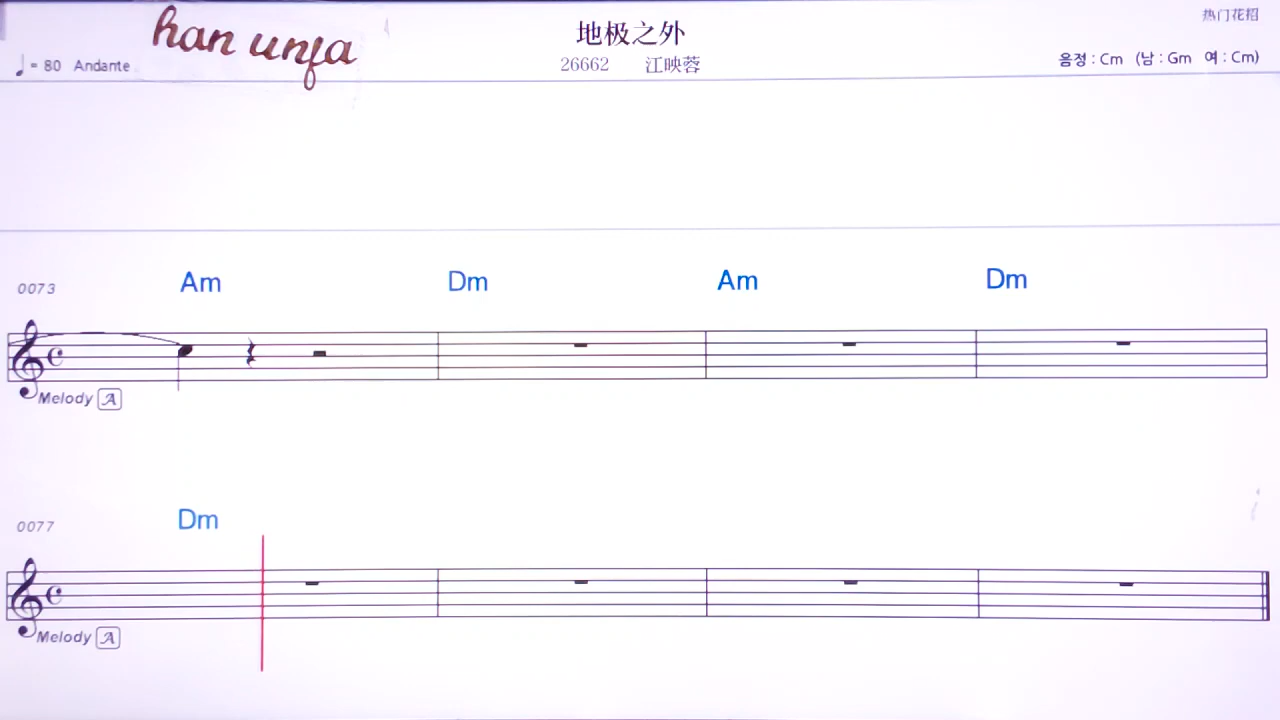 han unfa
地极之外
热门花招
♩= 80 Andante
26662 江映蓉
음정 : Cm (남 : Gm 여 : Cm)
0073 Am Dm Am Dm
Melody A
0077 Dm
Melody A